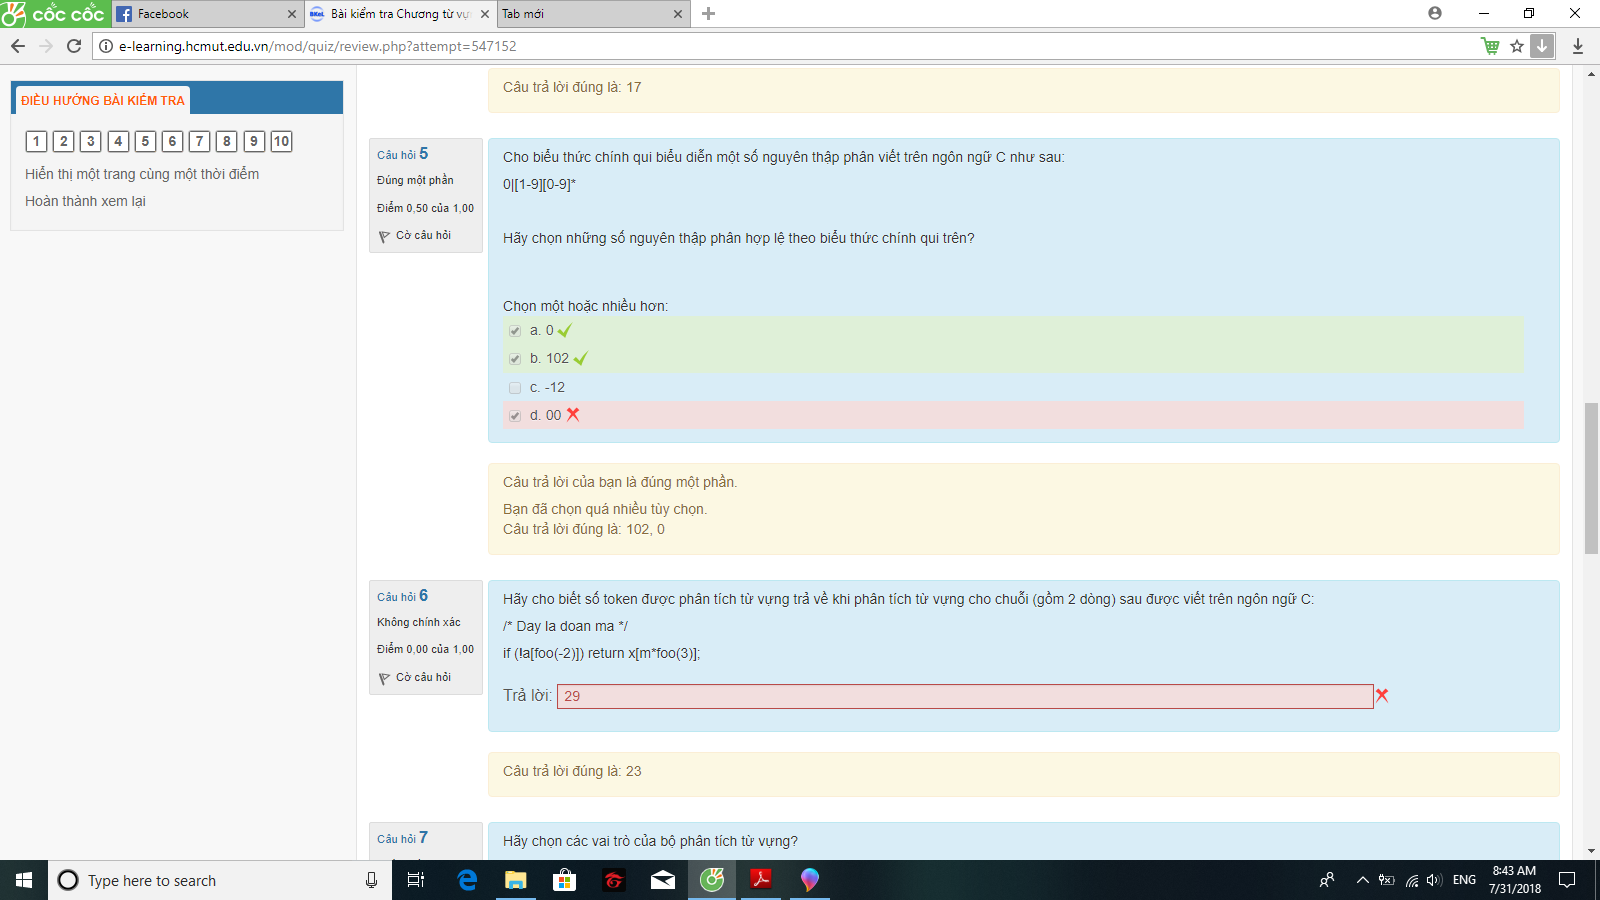 cốc cốc
Facebook
Bài kiểm tra Chương từ vự
Tab mới
e-learning.hcmut.edu.vn/mod/quiz/review.php?attempt=547152
ĐIỀU HƯỚNG BÀI KIỂM TRA
1 2 3 4 5 6 7 8 9 10
Hiển thị một trang cùng một thời điểm
Hoàn thành xem lại
Câu trả lời đúng là: 17
Câu hỏi 5
Đúng một phần
Điểm 0,50 của 1,00
Cờ câu hỏi
Cho biểu thức chính qui biểu diễn một số nguyên thập phân viết trên ngôn ngữ C như sau:
0|[1-9][0-9]*
Hãy chọn những số nguyên thập phân hợp lệ theo biểu thức chính qui trên?
Chọn một hoặc nhiều hơn:
a. 0
b. 102
c. -12
d. 00
Câu trả lời của bạn là đúng một phần.
Bạn đã chọn quá nhiều tùy chọn.
Câu trả lời đúng là: 102, 0
Câu hỏi 6
Không chính xác
Điểm 0,00 của 1,00
Cờ câu hỏi
Hãy cho biết số token được phân tích từ vựng trả về khi phân tích từ vựng cho chuỗi (gồm 2 dòng) sau được viết trên ngôn ngữ C:
/* Day la doan ma */
if (!a[foo(-2)]) return x[m*foo(3)];
Trả lời: 29
Câu trả lời đúng là: 23
Câu hỏi 7
Hãy chọn các vai trò của bộ phân tích từ vựng?
Type here to search
ENG
8:43 AM
7/31/2018